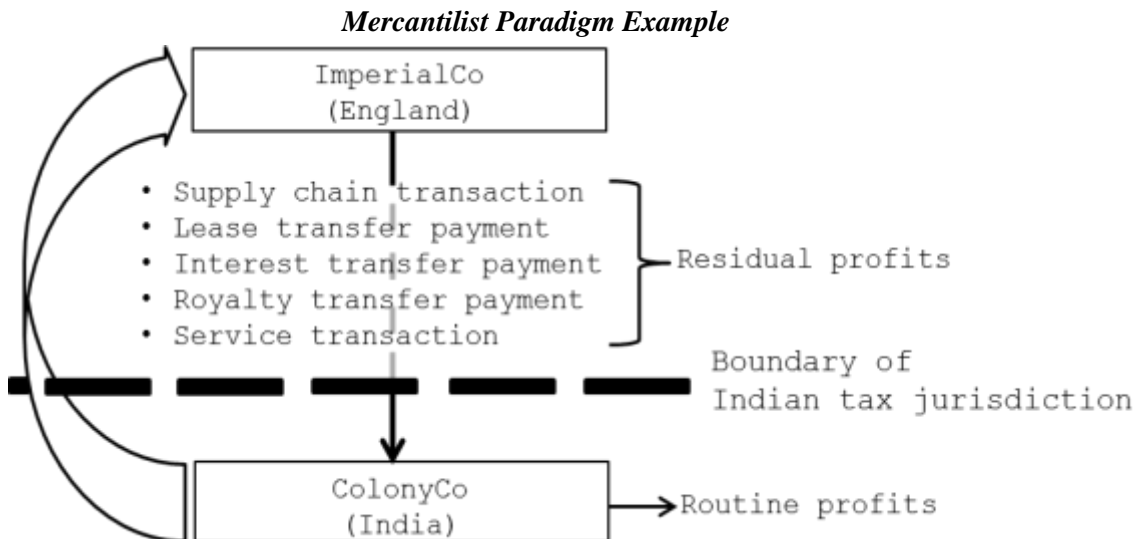 Mercantilist Paradigm Example
ImperialCo
(England)
• Supply chain transaction
• Lease transfer payment
• Interest transfer payment
• Royalty transfer payment
• Service transaction
Residual profits
Boundary of
Indian tax jurisdiction
ColonyCo
(India)
Routine profits